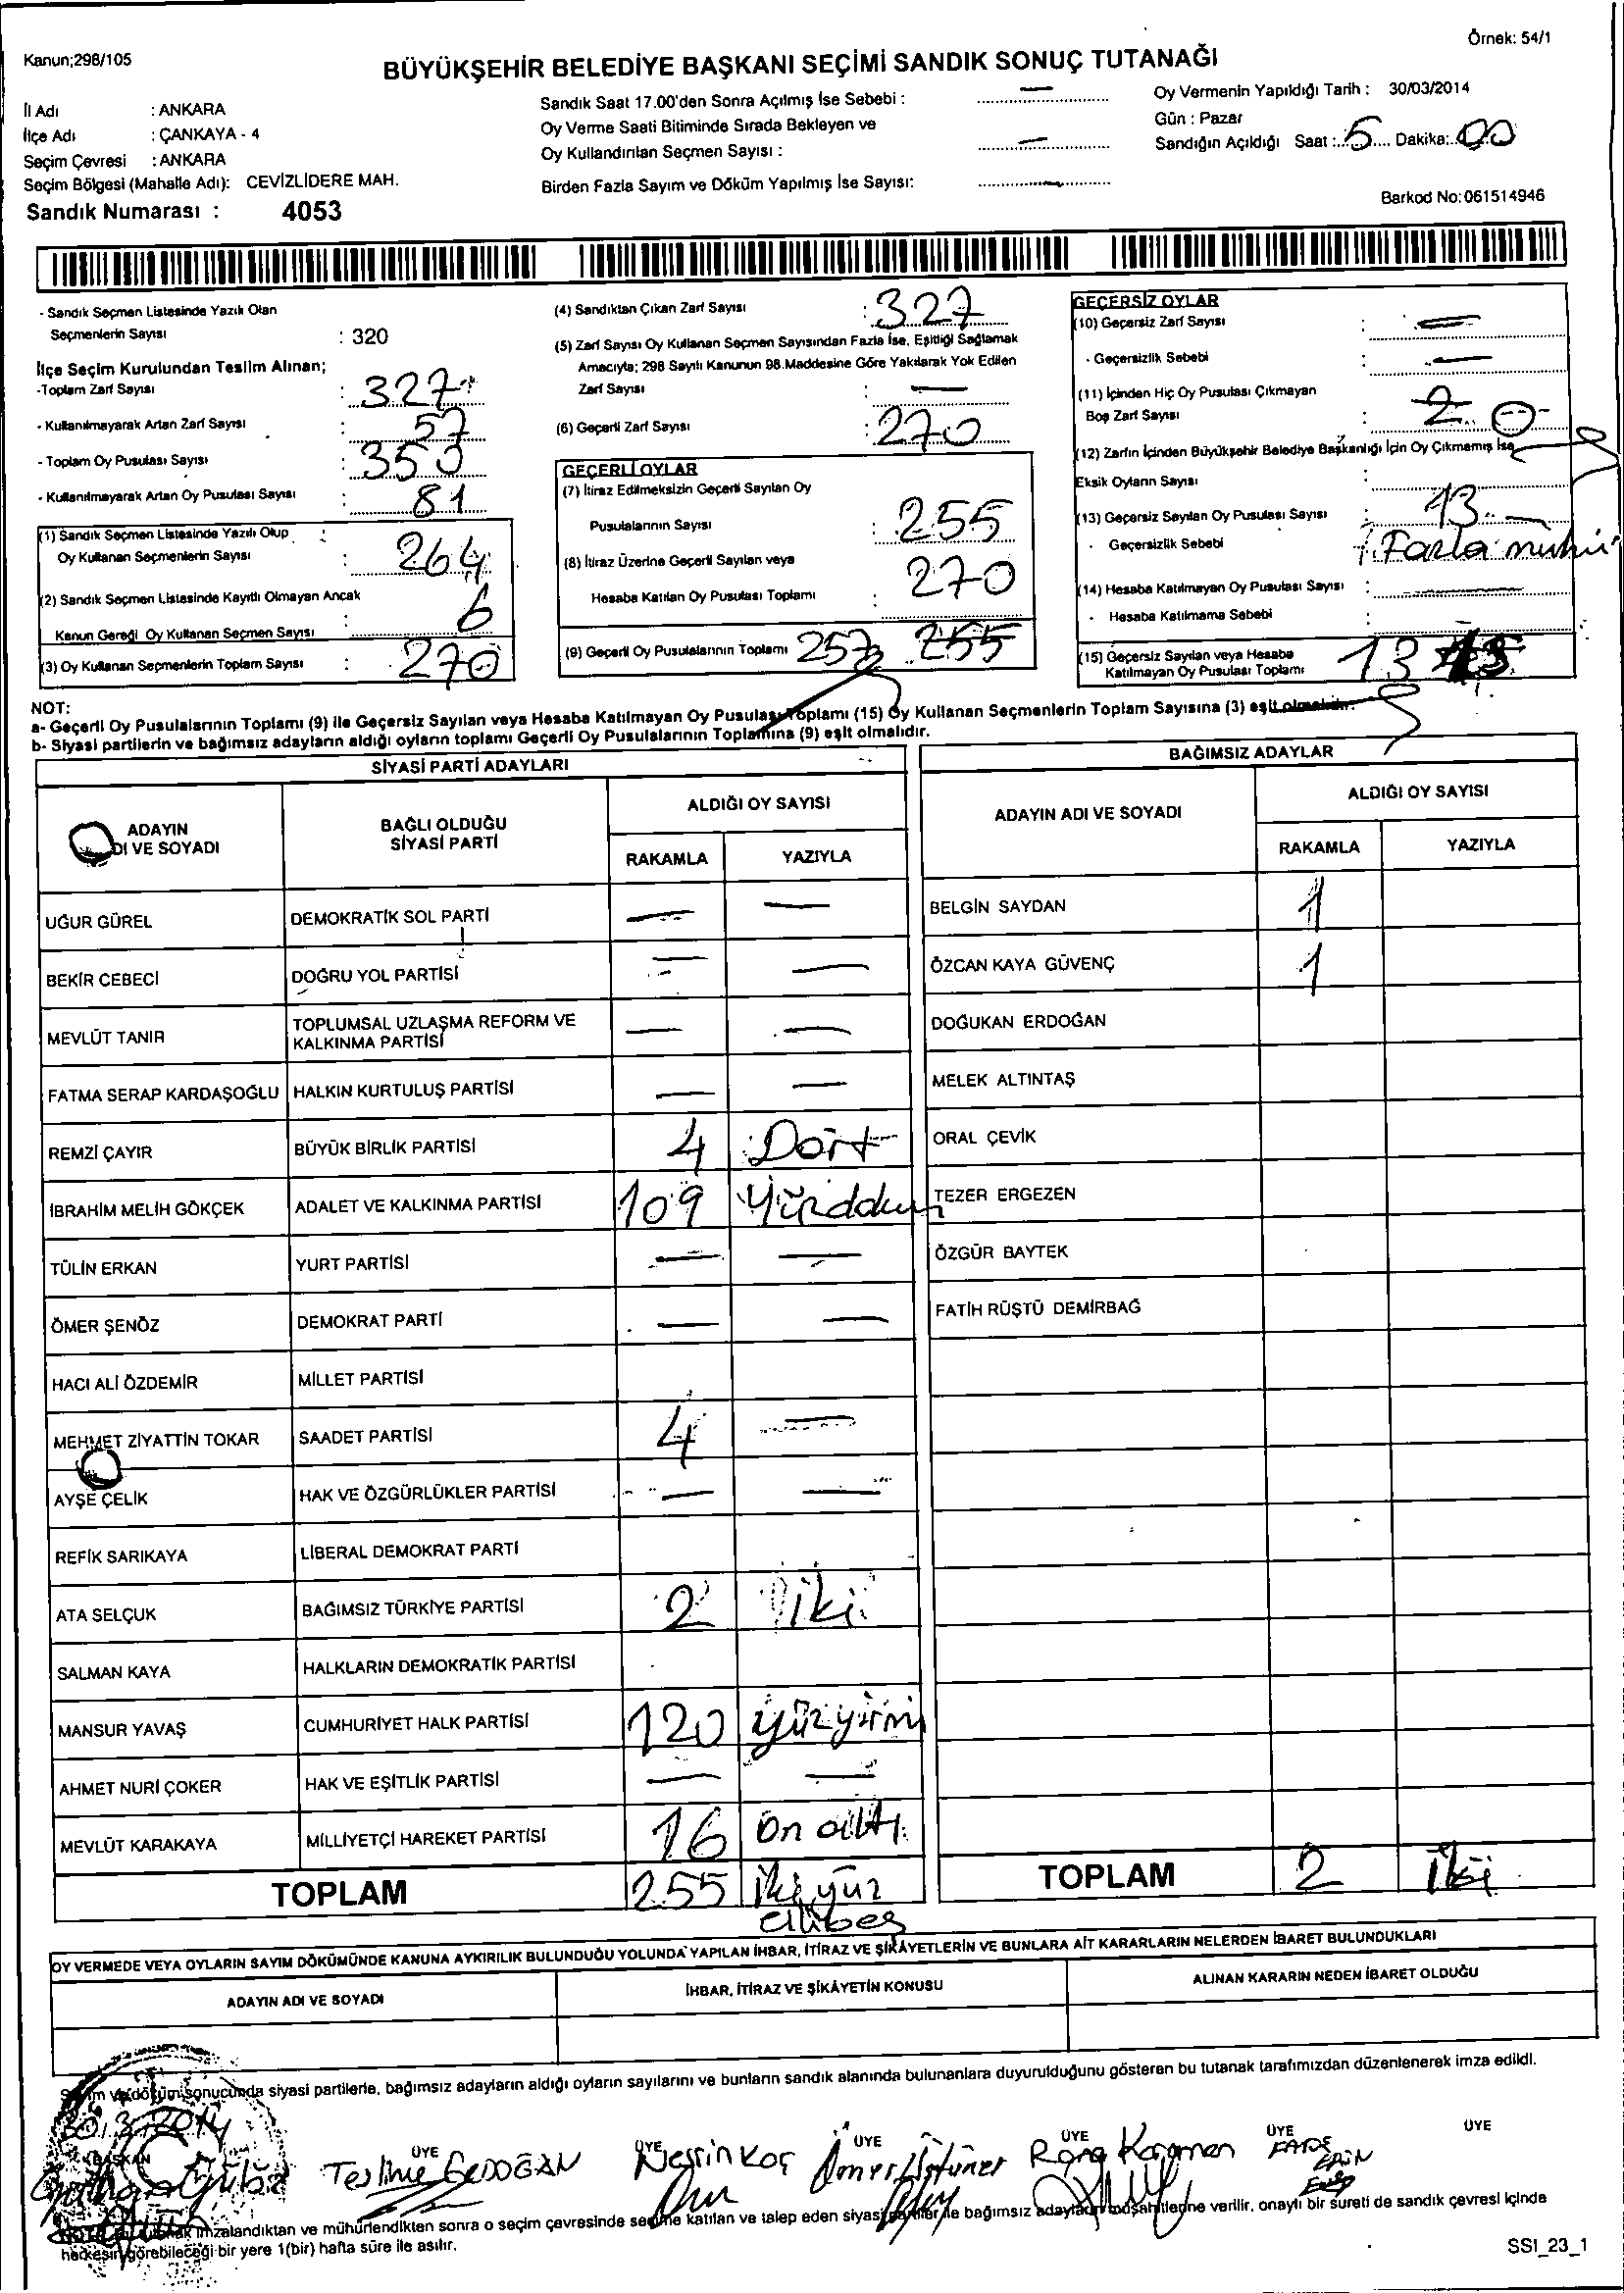 Örnek: 54/1
Kanun;298/105
BÜYÜKŞEHİR BELEDİYE BAŞKANI SEÇİMİ SANDIK SONUÇ TUTANAĞI
İl Adı : ANKARA
İlçe Adı : ÇANKAYA - 4
Seçim Çevresi : ANKARA
Seçim Bölgesi (Mahalle Adı): CEVİZLİDERE MAH.
Sandık Numarası : 4053
Sandık Saat 17.00'den Sonra Açılmış İse Sebebi : —
Oy Verme Saati Bitiminde Sırada Bekleyen ve
Oy Kullandırılan Seçmen Sayısı : —
Birden Fazla Sayım ve Döküm Yapılmış İse Sayısı: —
Oy Vermenin Yapıldığı Tarih : 30/03/2014
Gün : Pazar
Sandığın Açıldığı Saat : 5 Dakika: 00
Barkod No:061514946
- Sandık Seçmen Listesinde Yazılı Olan
Seçmenlerin Sayısı : 320
İlçe Seçim Kurulundan Teslim Alınan;
-Toplam Zarf Sayısı : 327
- Kullanılmayarak Artan Zarf Sayısı : 57
- Toplam Oy Pusulası Sayısı : 353
- Kullanılmayarak Artan Oy Pusulası Sayısı : 81
(1) Sandık Seçmen Listesinde Yazılı Olup :
Oy Kullanan Seçmenlerin Sayısı : 264
(2) Sandık Seçmen Listesinde Kayıtlı Olmayan Ancak
Kanun Gereği Oy Kullanan Seçmen Sayısı : 6
(3) Oy Kullanan Seçmenlerin Toplam Sayısı : 270
(4) Sandıktan Çıkan Zarf Sayısı : 327
(5) Zarf Sayısı Oy Kullanan Seçmen Sayısından Fazla İse, Eşitliği Sağlamak
Amacıyla; 298 Sayılı Kanunun 98.Maddesine Göre Yakılarak Yok Edilen
Zarf Sayısı : —
(6) Geçerli Zarf Sayısı : 270
GEÇERLİ OYLAR
(7) İtiraz Edilmeksizin Geçerli Sayılan Oy
Pusulalarının Sayısı : 255
(8) İtiraz Üzerine Geçerli Sayılan veya
Hesaba Katılan Oy Pusulası Toplamı : 270
(9) Geçerli Oy Pusulalarının Toplamı 257 255
GEÇERSİZ OYLAR
(10) Geçersiz Zarf Sayısı : —
- Geçersizlik Sebebi : —
(11) İçinden Hiç Oy Pusulası Çıkmayan
Boş Zarf Sayısı : 2 0
(12) Zarfın İçinden Büyükşehir Belediye Başkanlığı İçin Oy Çıkmamış İse
Eksik Oyların Sayısı :
(13) Geçersiz Sayılan Oy Pusulası Sayısı : 13
- Geçersizlik Sebebi : Fazla mühür
(14) Hesaba Katılmayan Oy Pusulası Sayısı :
- Hesaba Katılmama Sebebi :
(15) Geçersiz Sayılan veya Hesaba
Katılmayan Oy Pusulası Toplamı 13 15
NOT:
a- Geçerli Oy Pusulalarının Toplamı (9) ile Geçersiz Sayılan veya Hesaba Katılmayan Oy Pusulası Toplamı (15) Oy Kullanan Seçmenlerin Toplam Sayısına (3) eşit olmalıdır.
b- Siyasi partilerin ve bağımsız adayların aldığı oyların toplamı Geçerli Oy Pusulalarının Toplamına (9) eşit olmalıdır.
SİYASİ PARTİ ADAYLARI
ADAYIN
ADI VE SOYADI
BAĞLI OLDUĞU
SİYASİ PARTİ
ALDIĞI OY SAYISI
RAKAMLA YAZIYLA
UĞUR GÜREL DEMOKRATİK SOL PARTİ — —
BEKİR CEBECİ DOĞRU YOL PARTİSİ — —
MEVLÜT TANIR TOPLUMSAL UZLAŞMA REFORM VE
KALKINMA PARTİSİ — —
FATMA SERAP KARDAŞOĞLU HALKIN KURTULUŞ PARTİSİ — —
REMZİ ÇAYIR BÜYÜK BİRLİK PARTİSİ 4 Dört
İBRAHİM MELİH GÖKÇEK ADALET VE KALKINMA PARTİSİ 109
TÜLİN ERKAN YURT PARTİSİ — —
ÖMER ŞENÖZ DEMOKRAT PARTİ — —
HACI ALİ ÖZDEMİR MİLLET PARTİSİ
MEHMET ZİYATTİN TOKAR SAADET PARTİSİ 4 —
AYŞE ÇELİK HAK VE ÖZGÜRLÜKLER PARTİSİ — —
REFİK SARIKAYA LİBERAL DEMOKRAT PARTİ
ATA SELÇUK BAĞIMSIZ TÜRKİYE PARTİSİ 2 iki
SALMAN KAYA HALKLARIN DEMOKRATİK PARTİSİ
MANSUR YAVAŞ CUMHURİYET HALK PARTİSİ 120 yüzyirmi
AHMET NURİ ÇOKER HAK VE EŞİTLİK PARTİSİ — —
MEVLÜT KARAKAYA MİLLİYETÇİ HAREKET PARTİSİ 16 on altı
TOPLAM 255 İki yüz
ellibeş
BAĞIMSIZ ADAYLAR
ADAYIN ADI VE SOYADI
ALDIĞI OY SAYISI
RAKAMLA YAZIYLA
BELGİN SAYDAN 1
ÖZCAN KAYA GÜVENÇ 1
DOĞUKAN ERDOĞAN
MELEK ALTINTAŞ
ORAL ÇEVİK
TEZER ERGEZEN
ÖZGÜR BAYTEK
FATİH RÜŞTÜ DEMİRBAĞ
TOPLAM 2 İki
OY VERMEDE VEYA OYLARIN SAYIM DÖKÜMÜNDE KANUNA AYKIRILIK BULUNDUĞU YOLUNDA YAPILAN İHBAR, İTİRAZ VE ŞİKÂYETLERİN VE BUNLARA AİT KARARLARIN NELERDEN İBARET BULUNDUKLARI
ADAYIN ADI VE SOYADI İHBAR, İTİRAZ VE ŞİKÂYETİN KONUSU ALINAN KARARIN NEDEN İBARET OLDUĞU
Sayım ve döküm sonucunda siyasi partilerle, bağımsız adayların aldığı oyların sayılarını ve bunların sandık alanında bulunanlara duyurulduğunu gösteren bu tutanak tarafımızdan düzenlenerek imza edildi.
30.3.2014
BAŞKAN ÜYE ÜYE ÜYE ÜYE ÜYE ÜYE
Teslime ERDOĞAN Nesrin Koç Ömer Üstüner Karaman
imzalandıktan ve mühürlendikten sonra o seçim çevresinde seçime katılan ve talep eden siyasi partiler ile bağımsız adayların müşahitlerine verilir, onaylı bir sureti de sandık çevresi içinde
herkesin görebileceği bir yere 1(bir) hafta süre ile asılır.
SSI_23_1